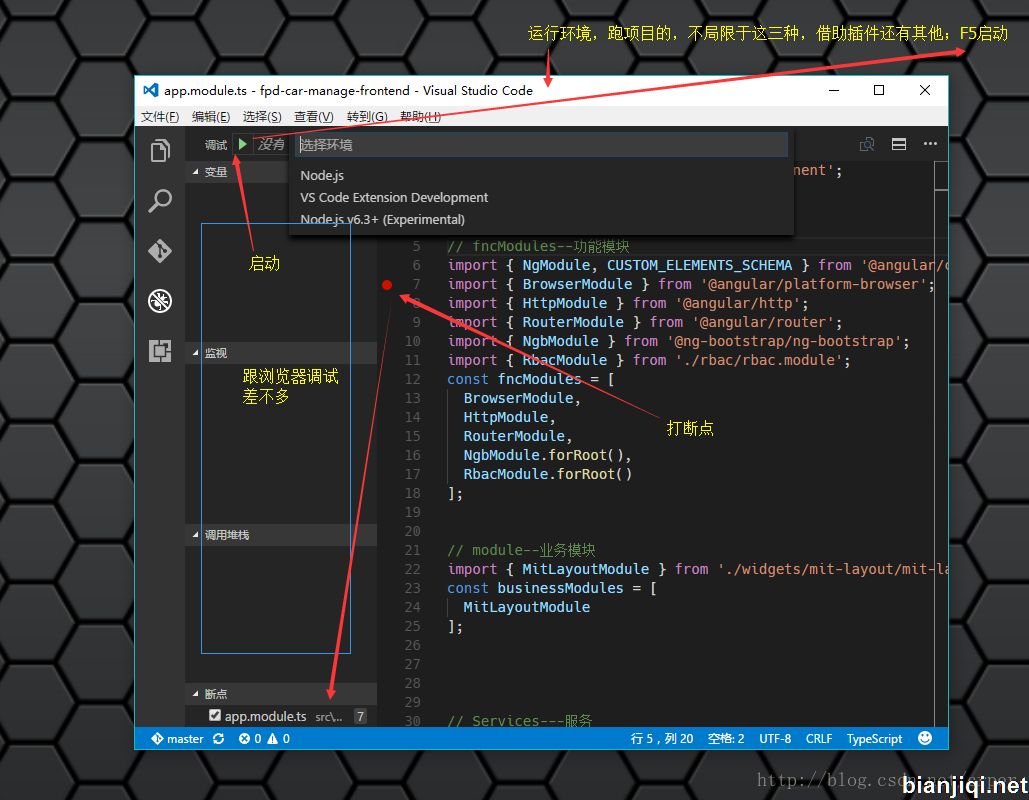 运行环境，跑项目的，不局限于这三种，借助插件还有其他；F5启动
app.module.ts - fpd-car-manage-frontend - Visual Studio Code
文件(F) 编辑(E) 选择(S) 查看(V) 转到(G) 帮助(H)
调试 没有
选择环境
Node.js
VS Code Extension Development
Node.js v6.3+ (Experimental)
变量
启动
监视
跟浏览器调试
差不多
调用堆栈
断点
app.module.ts src\... 7
打断点
nent';
5 // fncModules--功能模块
6 import { NgModule, CUSTOM_ELEMENTS_SCHEMA } from '@angular/c
7 import { BrowserModule } from '@angular/platform-browser';
8 import { HttpModule } from '@angular/http';
9 import { RouterModule } from '@angular/router';
10 import { NgbModule } from '@ng-bootstrap/ng-bootstrap';
11 import { RbacModule } from './rbac/rbac.module';
12 const fncModules = [
13 BrowserModule,
14 HttpModule,
15 RouterModule,
16 NgbModule.forRoot(),
17 RbacModule.forRoot()
18 ];
19
20
21 // module--业务模块
22 import { MitLayoutModule } from './widgets/mit-layout/mit-la
23 const businessModules = [
24 MitLayoutModule
25 ];
26
27
28
29
30 // Services---服务
master 0 0 行 5，列 20 空格: 2 UTF-8 CRLF TypeScript
http://blog.csdn.net
bianjiqi.net